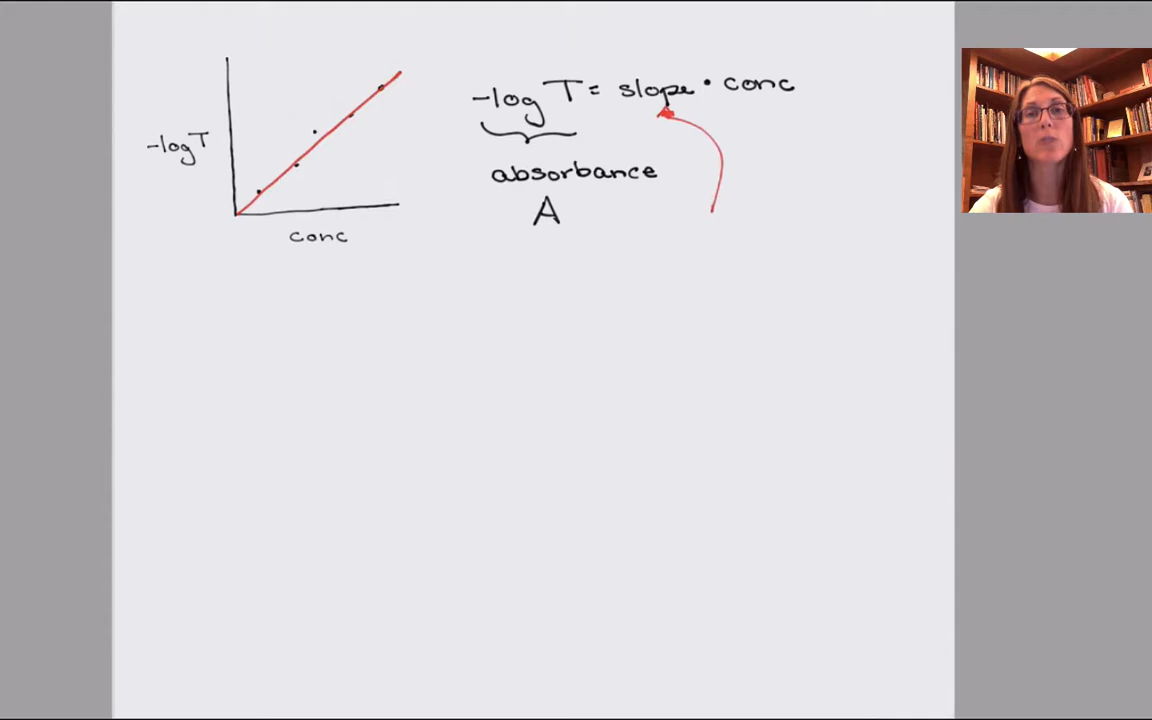 -log T
conc
-log T = slope • conc
absorbance
A